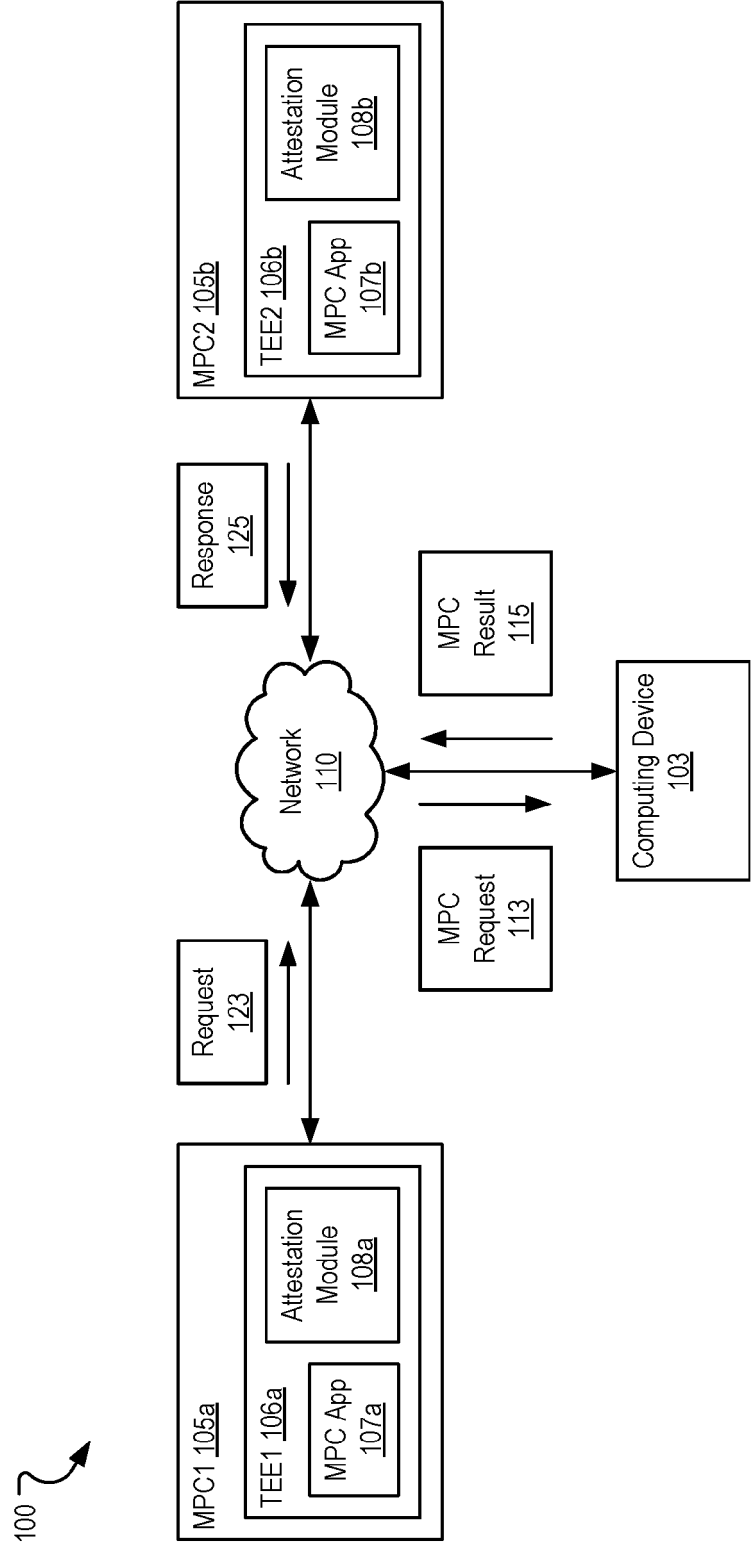 100
MPC1 105a
TEE1 106a
MPC App
107a
Attestation
Module
108a
Request
123
Network
110
Response
125
MPC2 105b
TEE2 106b
MPC App
107b
Attestation
Module
108b
MPC
Request
113
MPC
Result
115
Computing Device
103